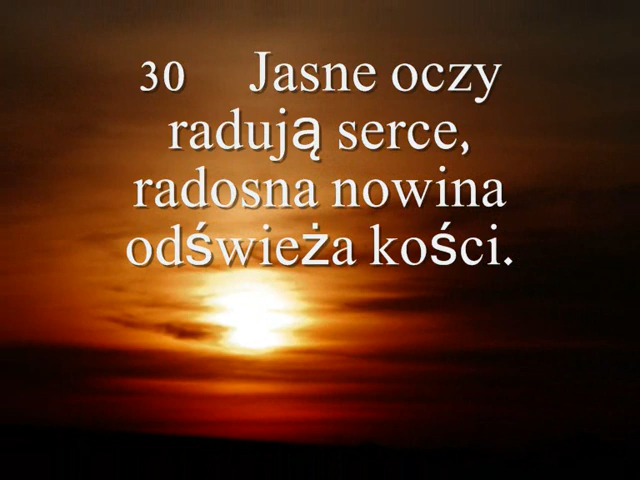 30 Jasne oczy
radują serce,
radosna nowina
odświeża kości.